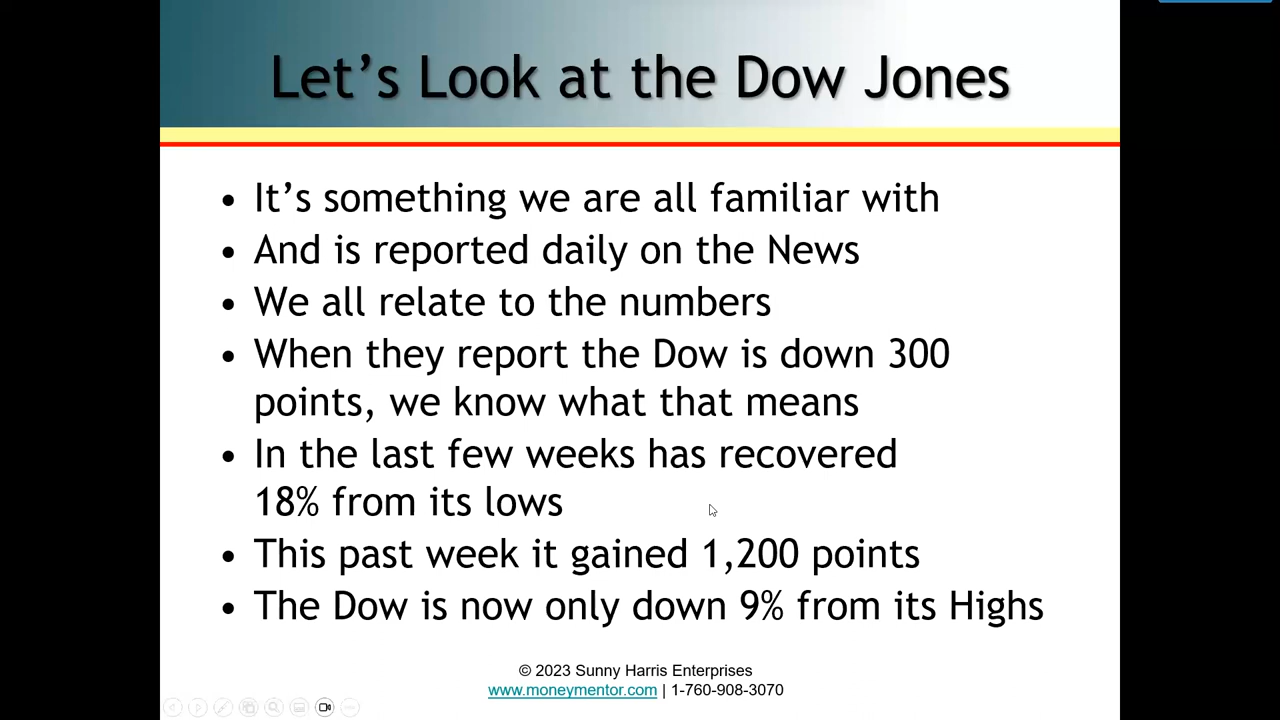 Let's Look at the Dow Jones
• It's something we are all familiar with
• And is reported daily on the News
• We all relate to the numbers
• When they report the Dow is down 300
points, we know what that means
• In the last few weeks has recovered
18% from its lows
• This past week it gained 1,200 points
• The Dow is now only down 9% from its Highs
© 2023 Sunny Harris Enterprises
www.moneymentor.com | 1-760-908-3070